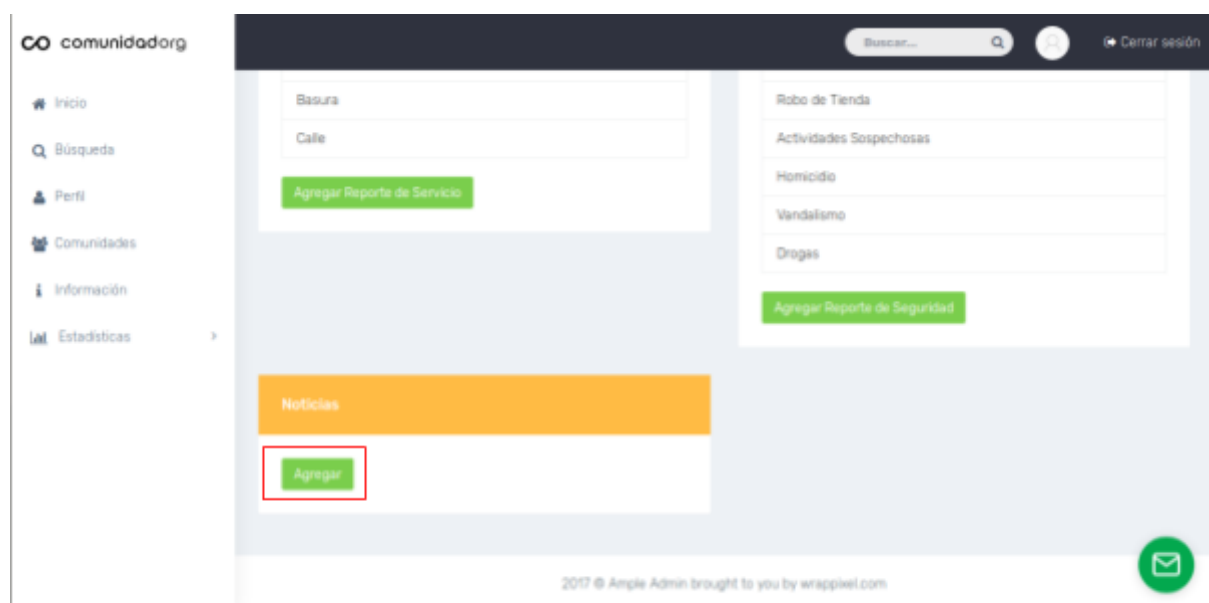 comunidadorg
Buscar...
Cerrar sesión
Inicio
Búsqueda
Perfil
Comunidades
Información
Estadísticas
Basura
Calle
Agregar Reporte de Servicio
Robo de Tienda
Actividades Sospechosas
Homicidio
Vandalismo
Drogas
Agregar Reporte de Seguridad
Noticias
Agregar
2017 © Ample Admin brought to you by wrappixel.com